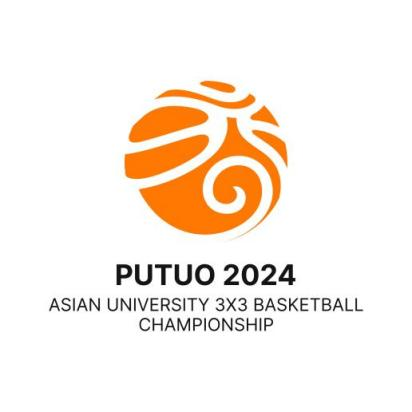 PUTUO 2024
ASIAN UNIVERSITY 3X3 BASKETBALL
CHAMPIONSHIP